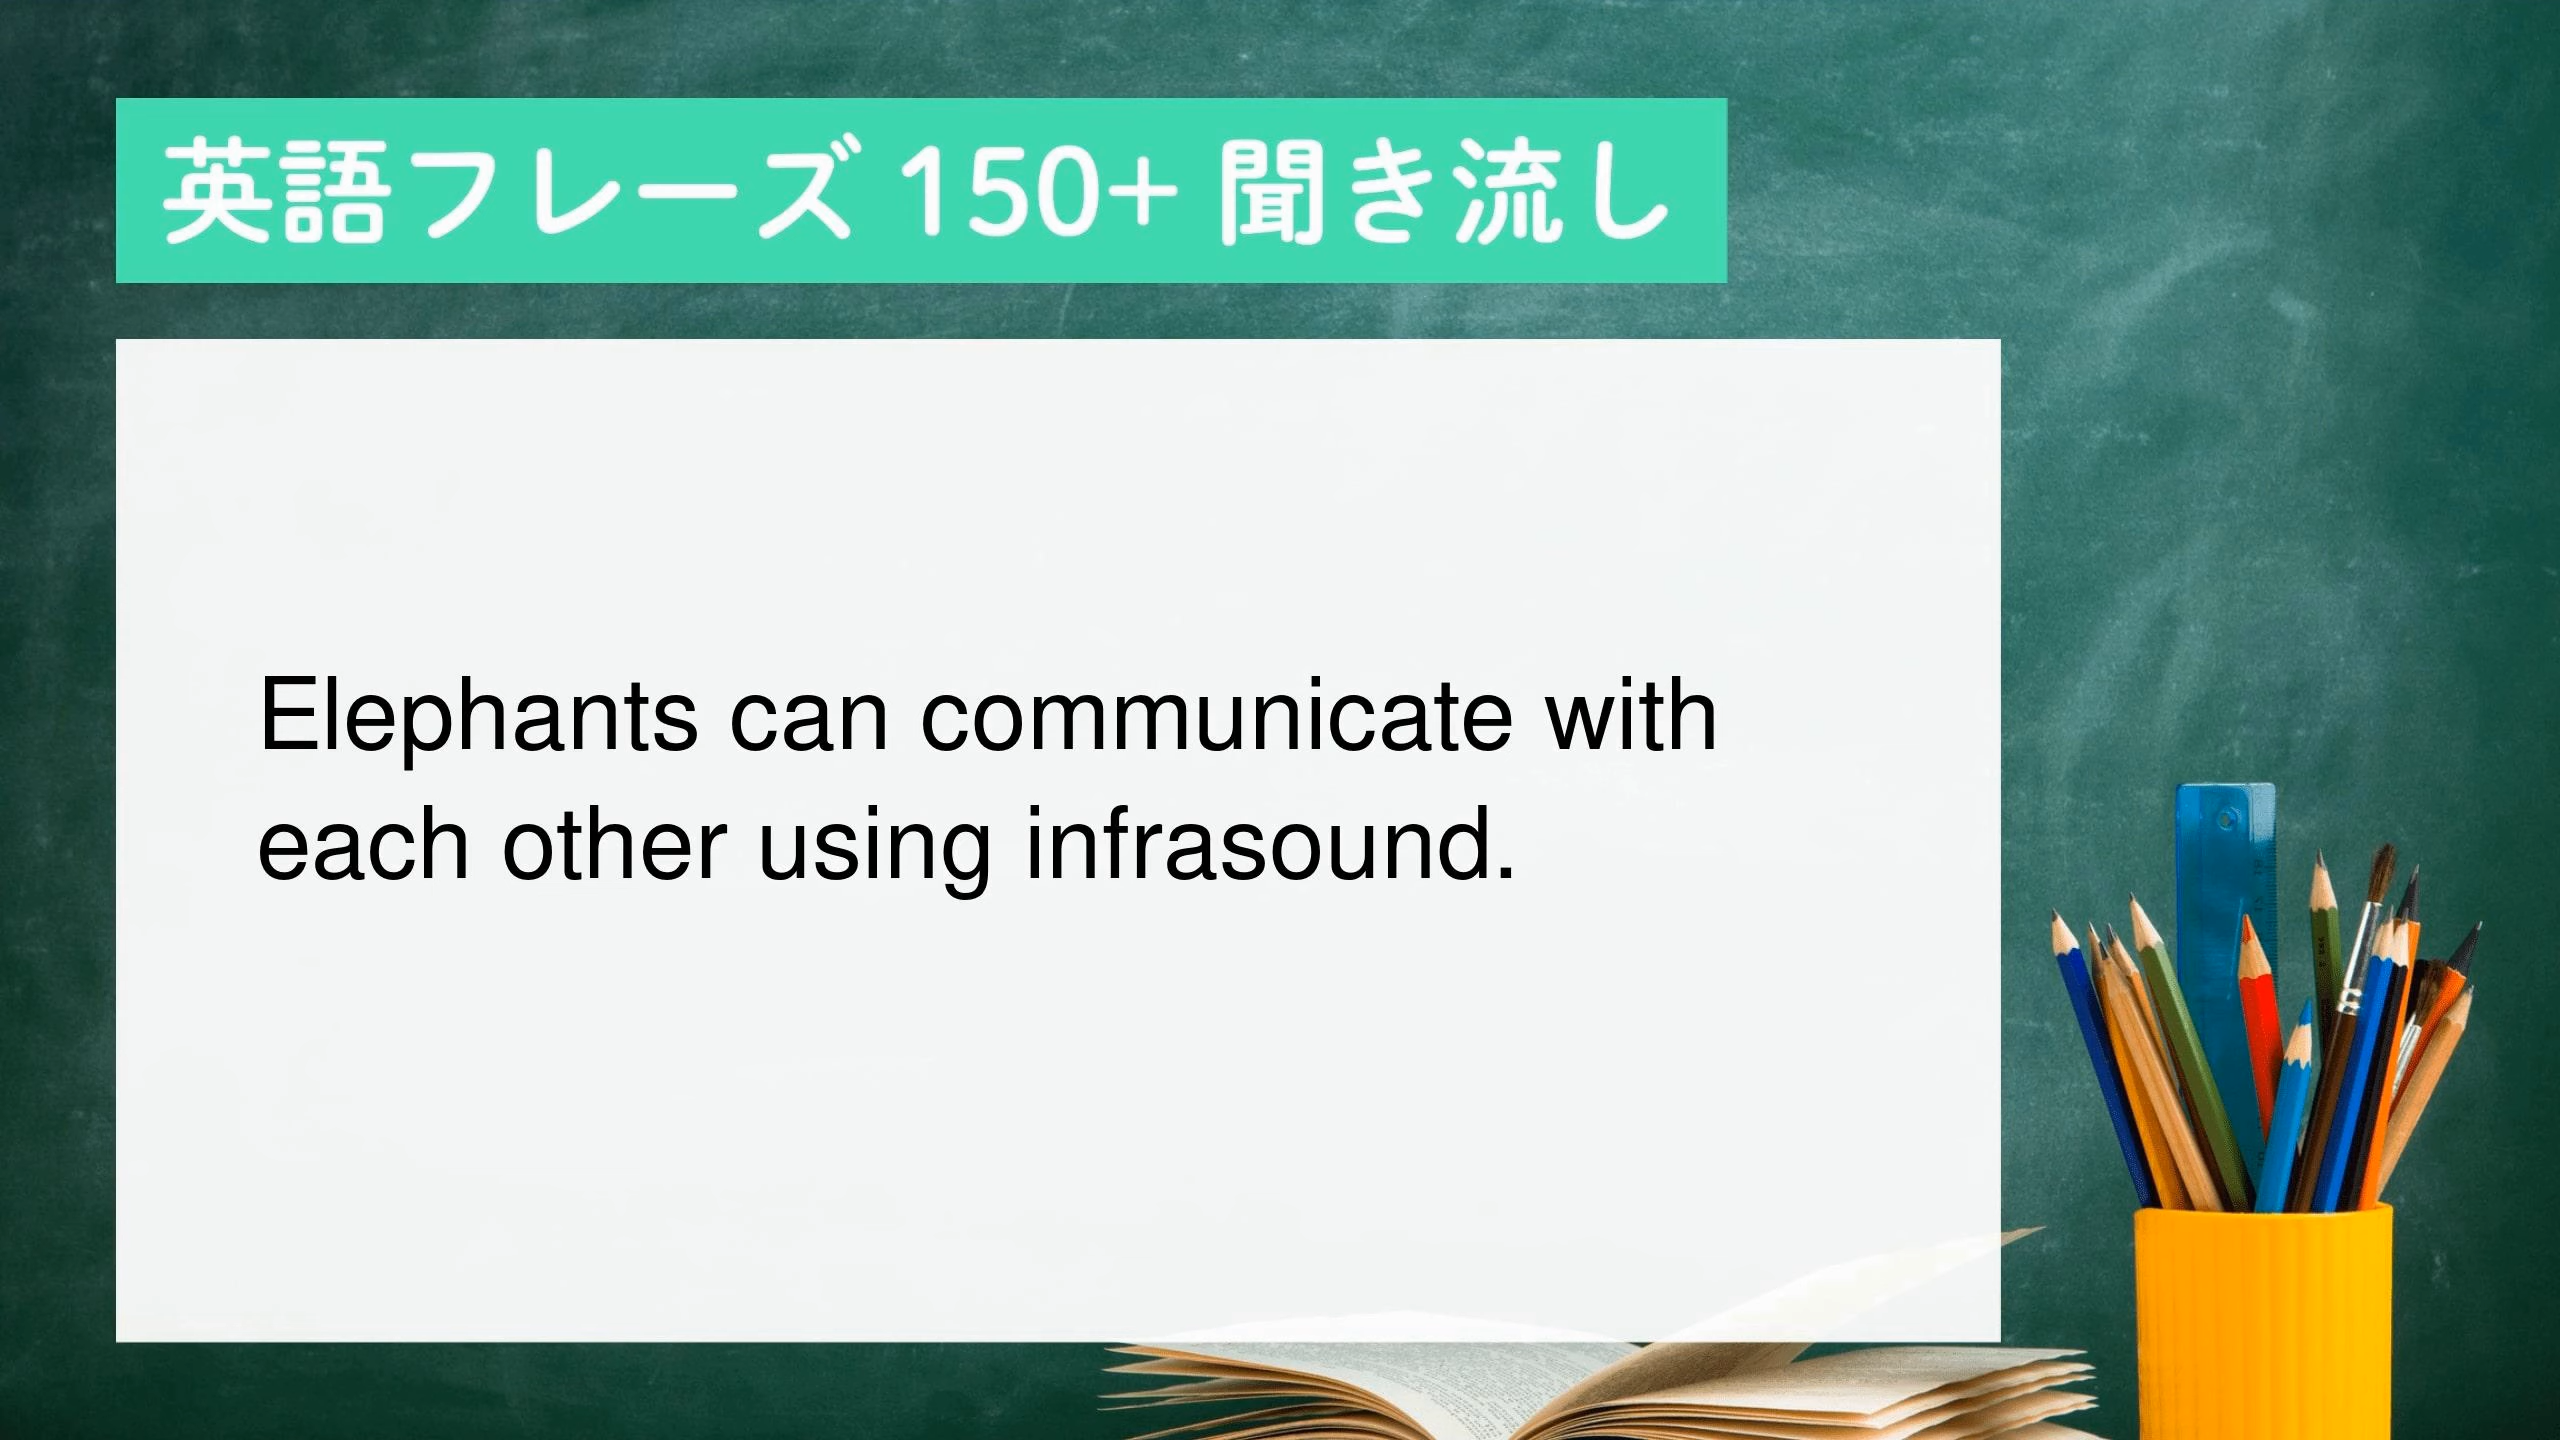 英語フレーズ 150+ 聞き流し
Elephants can communicate with
each other using infrasound.